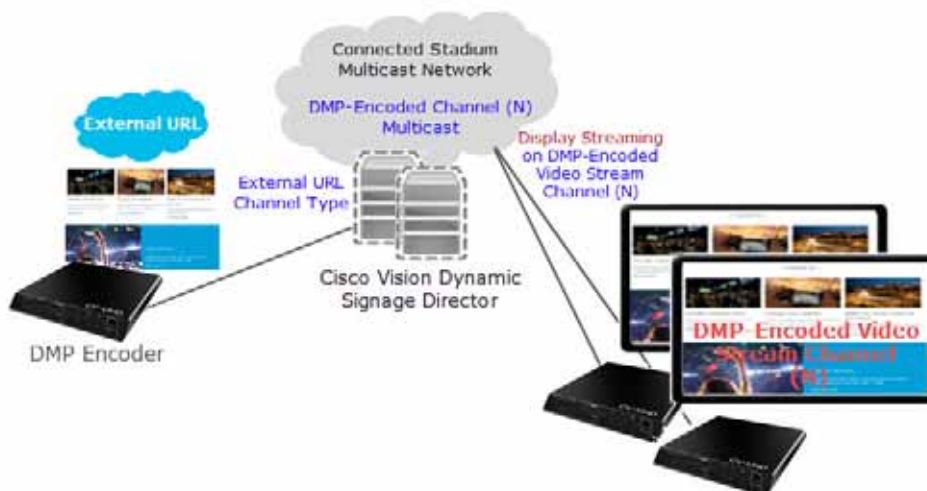 Connected Stadium
Multicast Network
DMP-Encoded Channel (N)
Multicast
External URL
External URL
Channel Type
Display Streaming
on DMP-Encoded
Video Stream
Channel (N)
Cisco Vision Dynamic
Signage Director
DMP Encoder
DMP-Encoded Video
Stream Channel
(N)